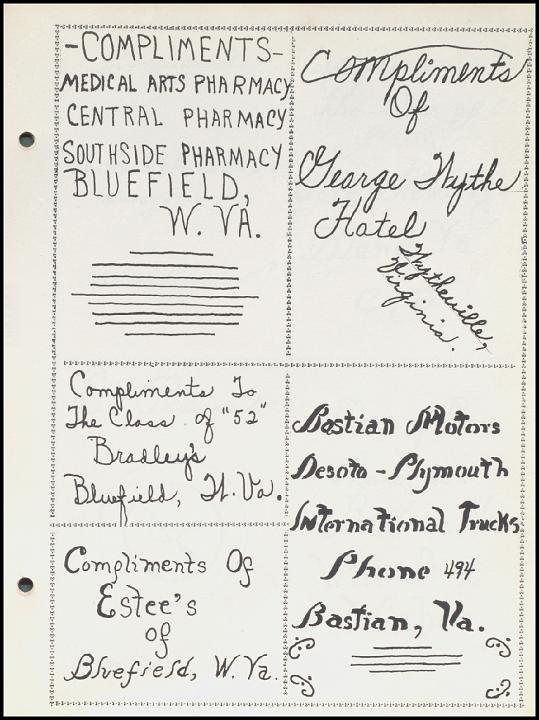 -COMPLIMENTS-
MEDICAL ARTS PHARMACY
CENTRAL PHARMACY
SOUTHSIDE PHARMACY
BLUEFIELD,
W. VA.
Compliments
Of
George Wythe
Hotel
Wytheville,
Virginia.
Compliments To
The Class of "52"
Bradley's
Bluefield, W. Va.
Bastian Motors
Desoto - Plymouth
International Trucks
Phone 494
Bastian, Va.
Compliments Of
Estee's
of
Bluefield, W. Va.